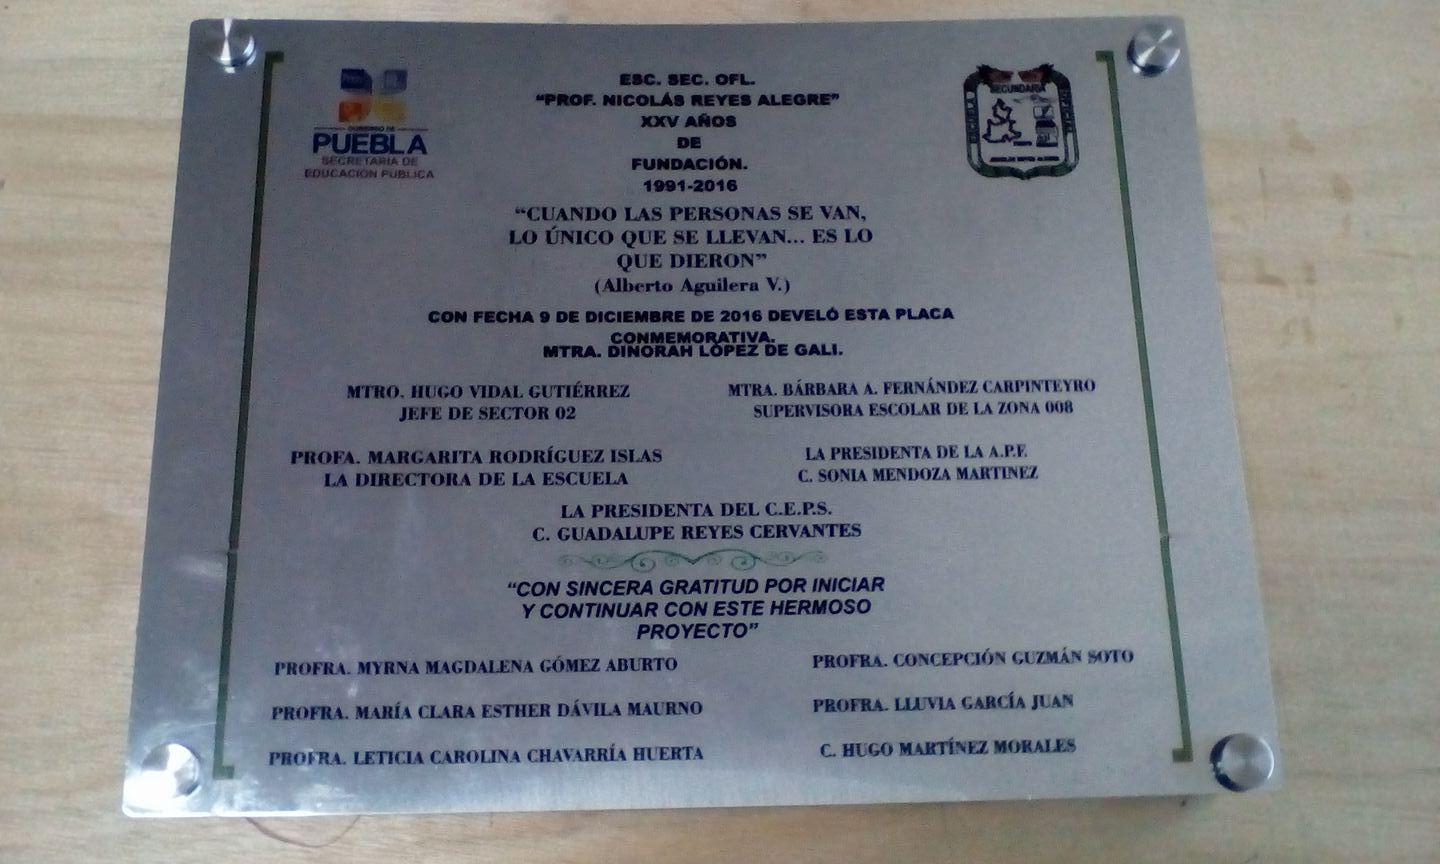 ESC. SEC. OFL.
“PROF. NICOLÁS REYES ALEGRE”
XXV AÑOS
DE
FUNDACIÓN.
1991-2016
GOBIERNO DE
PUEBLA
SECRETARÍA DE
EDUCACIÓN PÚBLICA
SECUNDARIA
ESCUELA
OFICIAL
“CUANDO LAS PERSONAS SE VAN,
LO ÚNICO QUE SE LLEVAN... ES LO
QUE DIERON”
(Alberto Aguilera V.)
CON FECHA 9 DE DICIEMBRE DE 2016 DEVELÓ ESTA PLACA
CONMEMORATIVA.
MTRA. DINORAH LÓPEZ DE GALI.
MTRO. HUGO VIDAL GUTIÉRREZ
JEFE DE SECTOR 02
MTRA. BÁRBARA A. FERNÁNDEZ CARPINTEYRO
SUPERVISORA ESCOLAR DE LA ZONA 008
PROFA. MARGARITA RODRÍGUEZ ISLAS
LA DIRECTORA DE LA ESCUELA
LA PRESIDENTA DE LA A.P.F.
C. SONIA MENDOZA MARTINEZ
LA PRESIDENTA DEL C.E.P.S.
C. GUADALUPE REYES CERVANTES
“CON SINCERA GRATITUD POR INICIAR
Y CONTINUAR CON ESTE HERMOSO
PROYECTO”
PROFRA. MYRNA MAGDALENA GÓMEZ ABURTO
PROFRA. CONCEPCIÓN GUZMÁN SOTO
PROFRA. MARÍA CLARA ESTHER DÁVILA MAURNO
PROFRA. LLUVIA GARCÍA JUAN
PROFRA. LETICIA CAROLINA CHAVARRÍA HUERTA
C. HUGO MARTÍNEZ MORALES